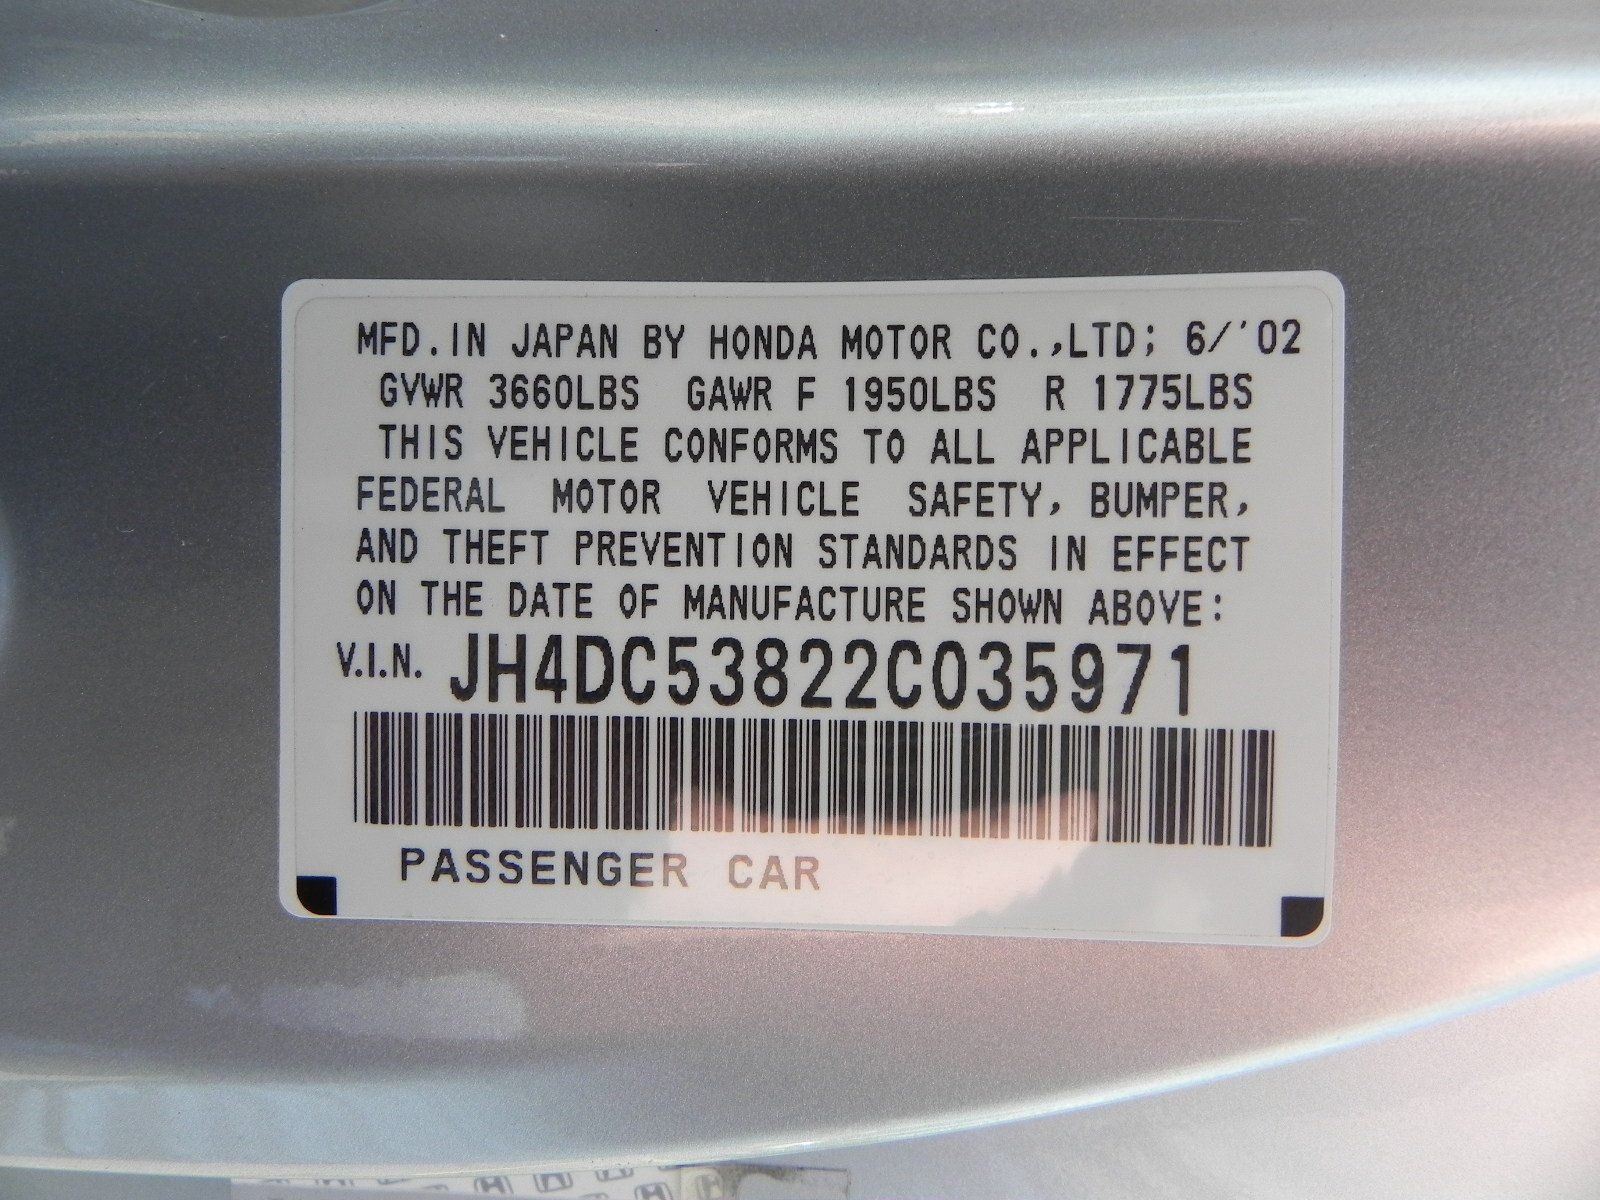 MFD.IN JAPAN BY HONDA MOTOR CO.,LTD; 6/'02
GVWR 3660LBS GAWR F 1950LBS R 1775LBS
THIS VEHICLE CONFORMS TO ALL APPLICABLE
FEDERAL MOTOR VEHICLE SAFETY, BUMPER,
AND THEFT PREVENTION STANDARDS IN EFFECT
ON THE DATE OF MANUFACTURE SHOWN ABOVE:
V.I.N. JH4DC53822C035971
PASSENGER CAR